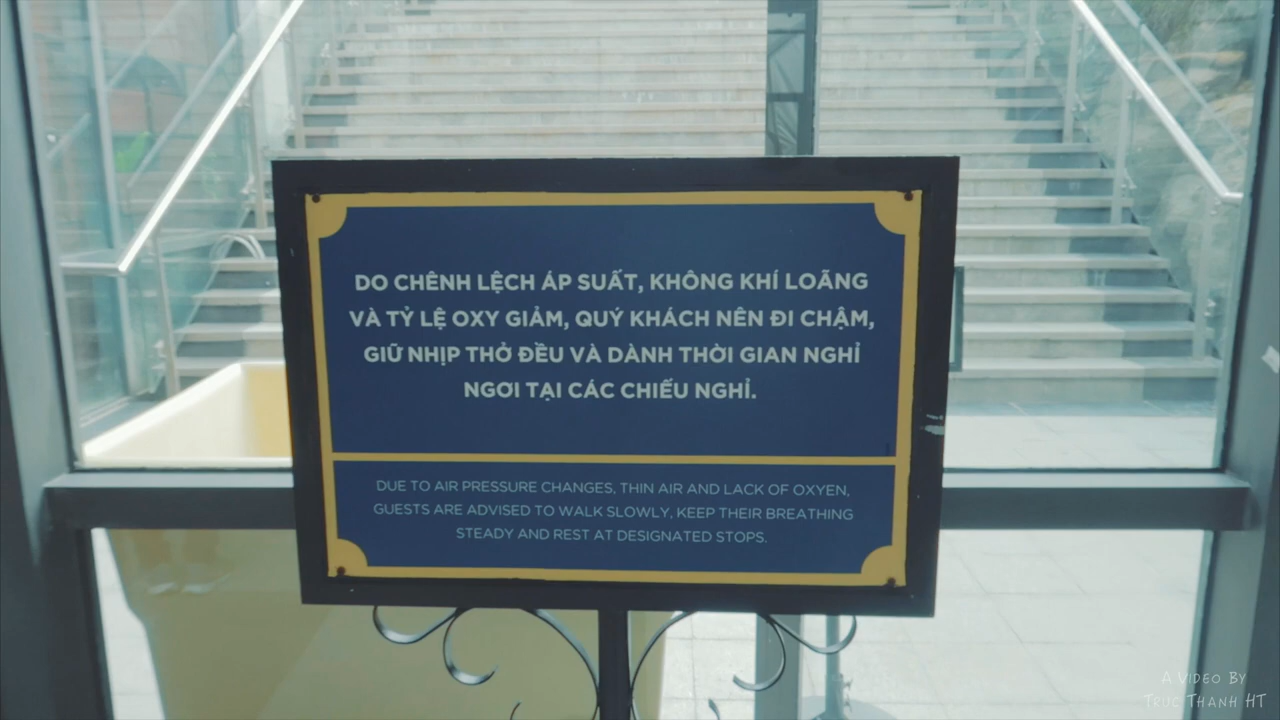 DO CHÊNH LỆCH ÁP SUẤT, KHÔNG KHÍ LOÃNG
VÀ TỶ LỆ OXY GIẢM, QUÝ KHÁCH NÊN ĐI CHẬM,
GIỮ NHỊP THỞ ĐỀU VÀ DÀNH THỜI GIAN NGHỈ
NGƠI TẠI CÁC CHIẾU NGHỈ.
DUE TO AIR PRESSURE CHANGES, THIN AIR AND LACK OF OXYEN,
GUESTS ARE ADVISED TO WALK SLOWLY, KEEP THEIR BREATHING
STEADY AND REST AT DESIGNATED STOPS.
A VIDEO BY
TRUC THANH HT